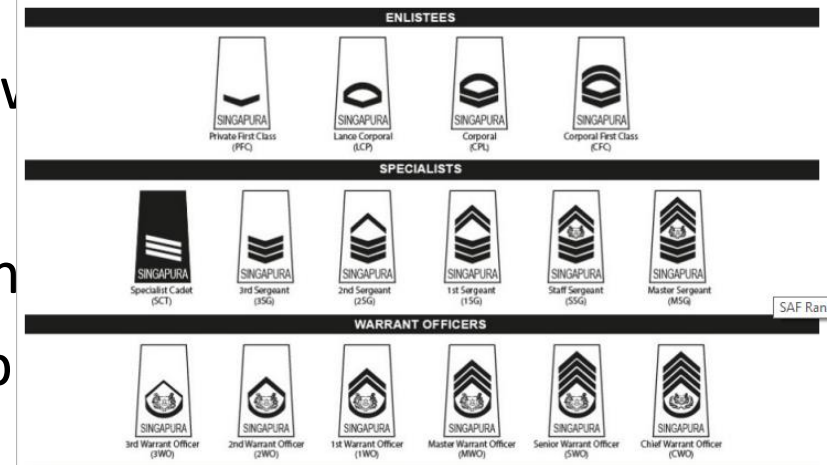 ENLISTEES
SINGAPURA SINGAPURA SINGAPURA SINGAPURA
Private First Class Lance Corporal Corporal Corporal First Class
(PFC) (LCP) (CPL) (CFC)
SPECIALISTS
SINGAPURA SINGAPURA SINGAPURA SINGAPURA SINGAPURA SINGAPURA
Specialist Cadet 3rd Sergeant 2nd Sergeant 1st Sergeant Staff Sergeant Master Sergeant
(SCT) (3SG) (2SG) (1SG) (SSG) (MSG)
SAF Ran
WARRANT OFFICERS
SINGAPURA SINGAPURA SINGAPURA SINGAPURA SINGAPURA SINGAPURA
3rd Warrant Officer 2nd Warrant Officer 1st Warrant Officer Master Warrant Officer Senior Warrant Officer Chief Warrant Officer
(3WO) (2WO) (1WO) (MWO) (SWO) (CWO)